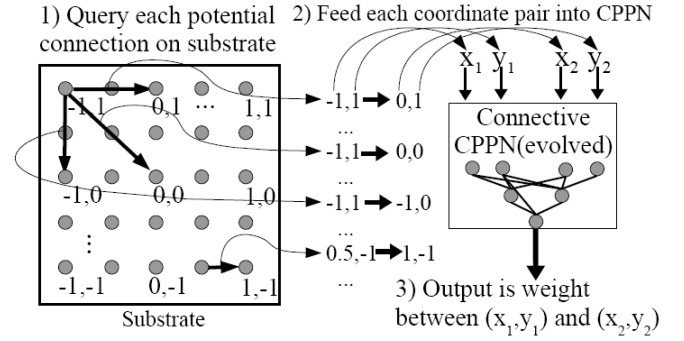 1) Query each potential
connection on substrate
2) Feed each coordinate pair into CPPN
-1,1
0,1
...
1,1
-1,0
0,0
1,0
...
-1,-1
0,-1
1,-1
Substrate
-1,1 0,1
...
-1,1 0,0
...
-1,1 -1,0
...
0.5,-1 1,-1
...
x1 y1 x2 y2
Connective
CPPN(evolved)
3) Output is weight
between (x1,y1) and (x2,y2)